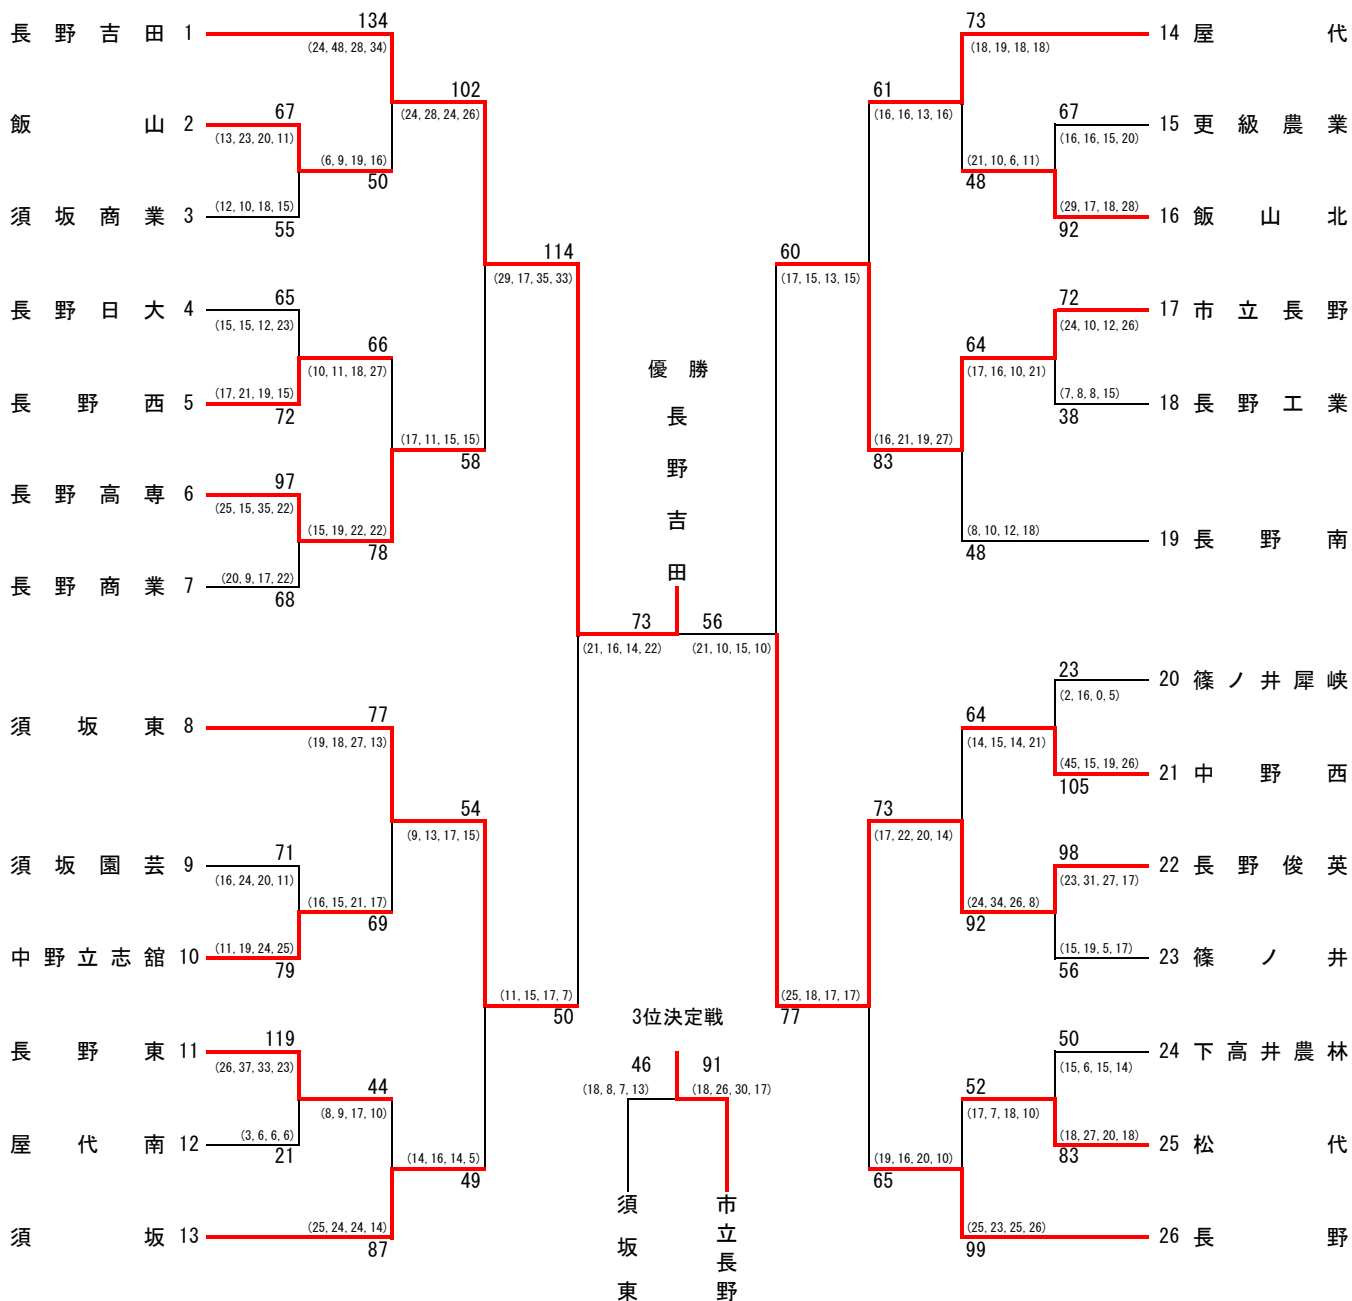 長野吉田 1
134
(24, 48, 28, 34)
飯山 2
67
(13, 23, 20, 11)
須坂商業 3
(12, 10, 18, 15)
55
(6, 9, 19, 16)
50
102
(24, 28, 24, 26)
長野日大 4
65
(15, 15, 12, 23)
長野西 5
(17, 21, 19, 15)
72
66
(10, 11, 18, 27)
長野高専 6
97
(25, 15, 35, 22)
長野商業 7
(20, 9, 17, 22)
68
(15, 19, 22, 22)
78
(17, 11, 15, 15)
58
114
(29, 17, 35, 33)
須坂東 8
77
(19, 18, 27, 13)
須坂園芸 9
71
(16, 24, 20, 11)
中野立志舘 10
(11, 19, 24, 25)
79
(16, 15, 21, 17)
69
54
(9, 13, 17, 15)
長野東 11
119
(26, 37, 33, 23)
屋代南 12
(3, 6, 6, 6)
21
44
(8, 9, 17, 10)
須坂 13
(25, 24, 24, 14)
87
(14, 16, 14, 5)
49
(11, 15, 17, 7)
50
優勝
長野吉田
73
(21, 16, 14, 22)
56
(21, 10, 15, 10)
3位決定戦
46
(18, 8, 7, 13)
91
(18, 26, 30, 17)
須坂東
市立長野
73
(18, 19, 18, 18)
14 屋代
67
(16, 16, 15, 20)
15 更級農業
(29, 17, 18, 28)
92
16 飯山北
(21, 10, 6, 11)
48
61
(16, 16, 13, 16)
72
(24, 10, 12, 26)
17 市立長野
(7, 8, 8, 15)
38
18 長野工業
64
(17, 16, 10, 21)
(8, 10, 12, 18)
48
19 長野南
(16, 21, 19, 27)
83
60
(17, 15, 13, 15)
23
(2, 16, 0, 5)
20 篠ノ井犀峡
(45, 15, 19, 26)
105
21 中野西
64
(14, 15, 14, 21)
98
(23, 31, 27, 17)
22 長野俊英
(15, 19, 5, 17)
56
23 篠ノ井
(24, 34, 26, 8)
92
73
(17, 22, 20, 14)
50
(15, 6, 15, 14)
24 下高井農林
(18, 27, 20, 18)
83
25 松代
52
(17, 7, 18, 10)
(25, 23, 25, 26)
99
26 長野
(19, 16, 20, 10)
65
(25, 18, 17, 17)
77